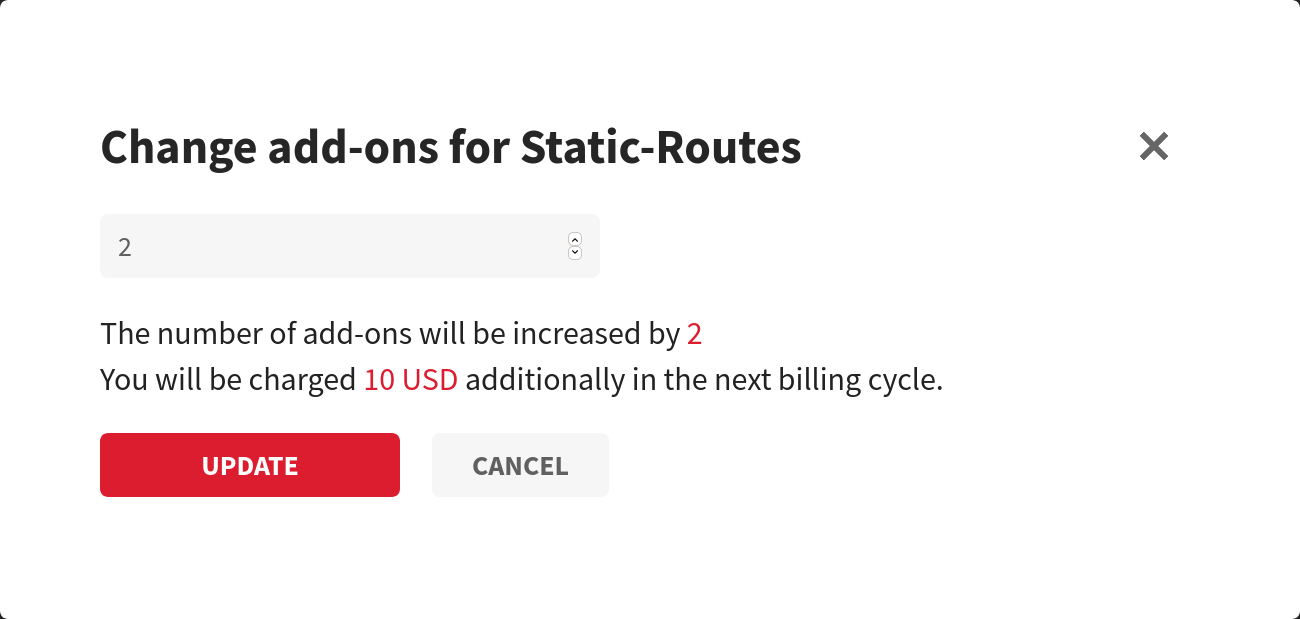 Change add-ons for Static-Routes
2
The number of add-ons will be increased by 2
You will be charged 10 USD additionally in the next billing cycle.
UPDATE CANCEL